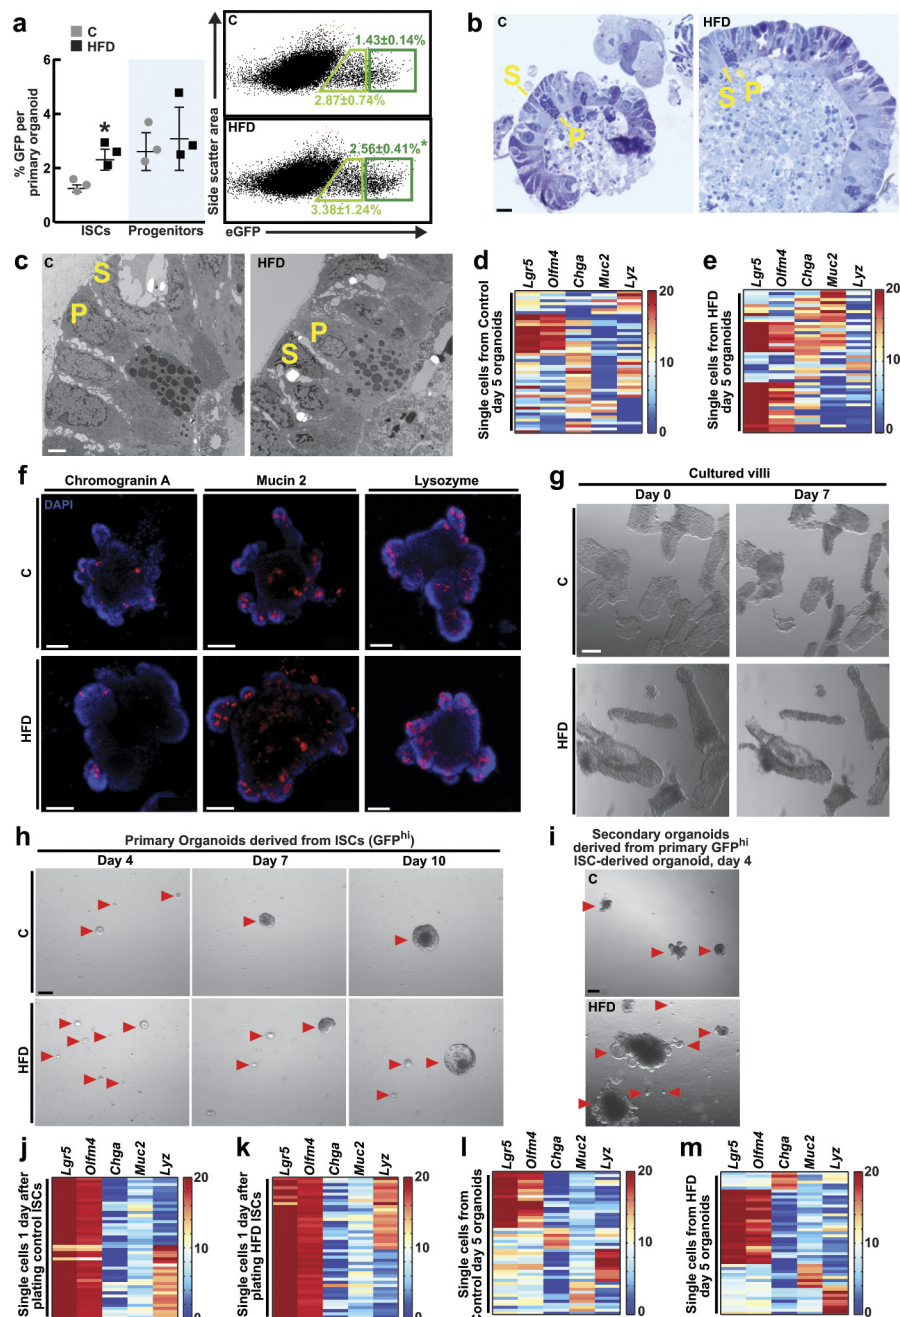 a
C
HFD
% GFP per
primary organoid
6
4
2
0
*
ISCs
Progenitors
Side scatter area
C
1.43±0.14%
2.87±0.74%
HFD
2.56±0.41%*
3.38±1.24%
eGFP
b
C
S
P
HFD
S
P
c
C
S
P
HFD
P
S
d
Lgr5
Olfm4
Chga
Muc2
Lyz
Single cells from Control
day 5 organoids
20
10
0
e
Lgr5
Olfm4
Chga
Muc2
Lyz
Single cells from HFD
day 5 organoids
20
10
0
f
Chromogranin A
Mucin 2
Lysozyme
DAPi
C
HFD
g
Cultured villi
Day 0
Day 7
C
HFD
h
Primary Organoids derived from ISCs (GFPhi)
Day 4
Day 7
Day 10
C
HFD
i
Secondary organoids
derived from primary GFPhi
ISC-derived organoid, day 4
C
HFD
j
Lgr5
Olfm4
Chga
Muc2
Lyz
Single cells 1 day after
plating control ISCs
20
10
0
k
Lgr5
Olfm4
Chga
Muc2
Lyz
Single cells 1 day after
plating HFD ISCs
20
10
0
l
Lgr5
Olfm4
Chga
Muc2
Lyz
Single cells from
Control day 5 organoids
20
10
0
m
Lgr5
Olfm4
Chga
Muc2
Lyz
Single cells from HFD
day 5 organoids
20
10
0